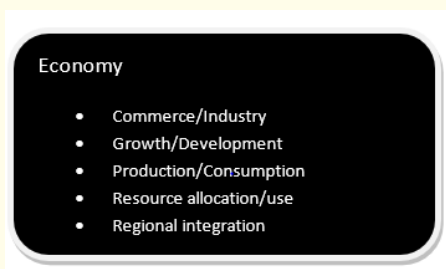 Economy
• Commerce/Industry
• Growth/Development
• Production/Consumption
• Resource allocation/use
• Regional integration